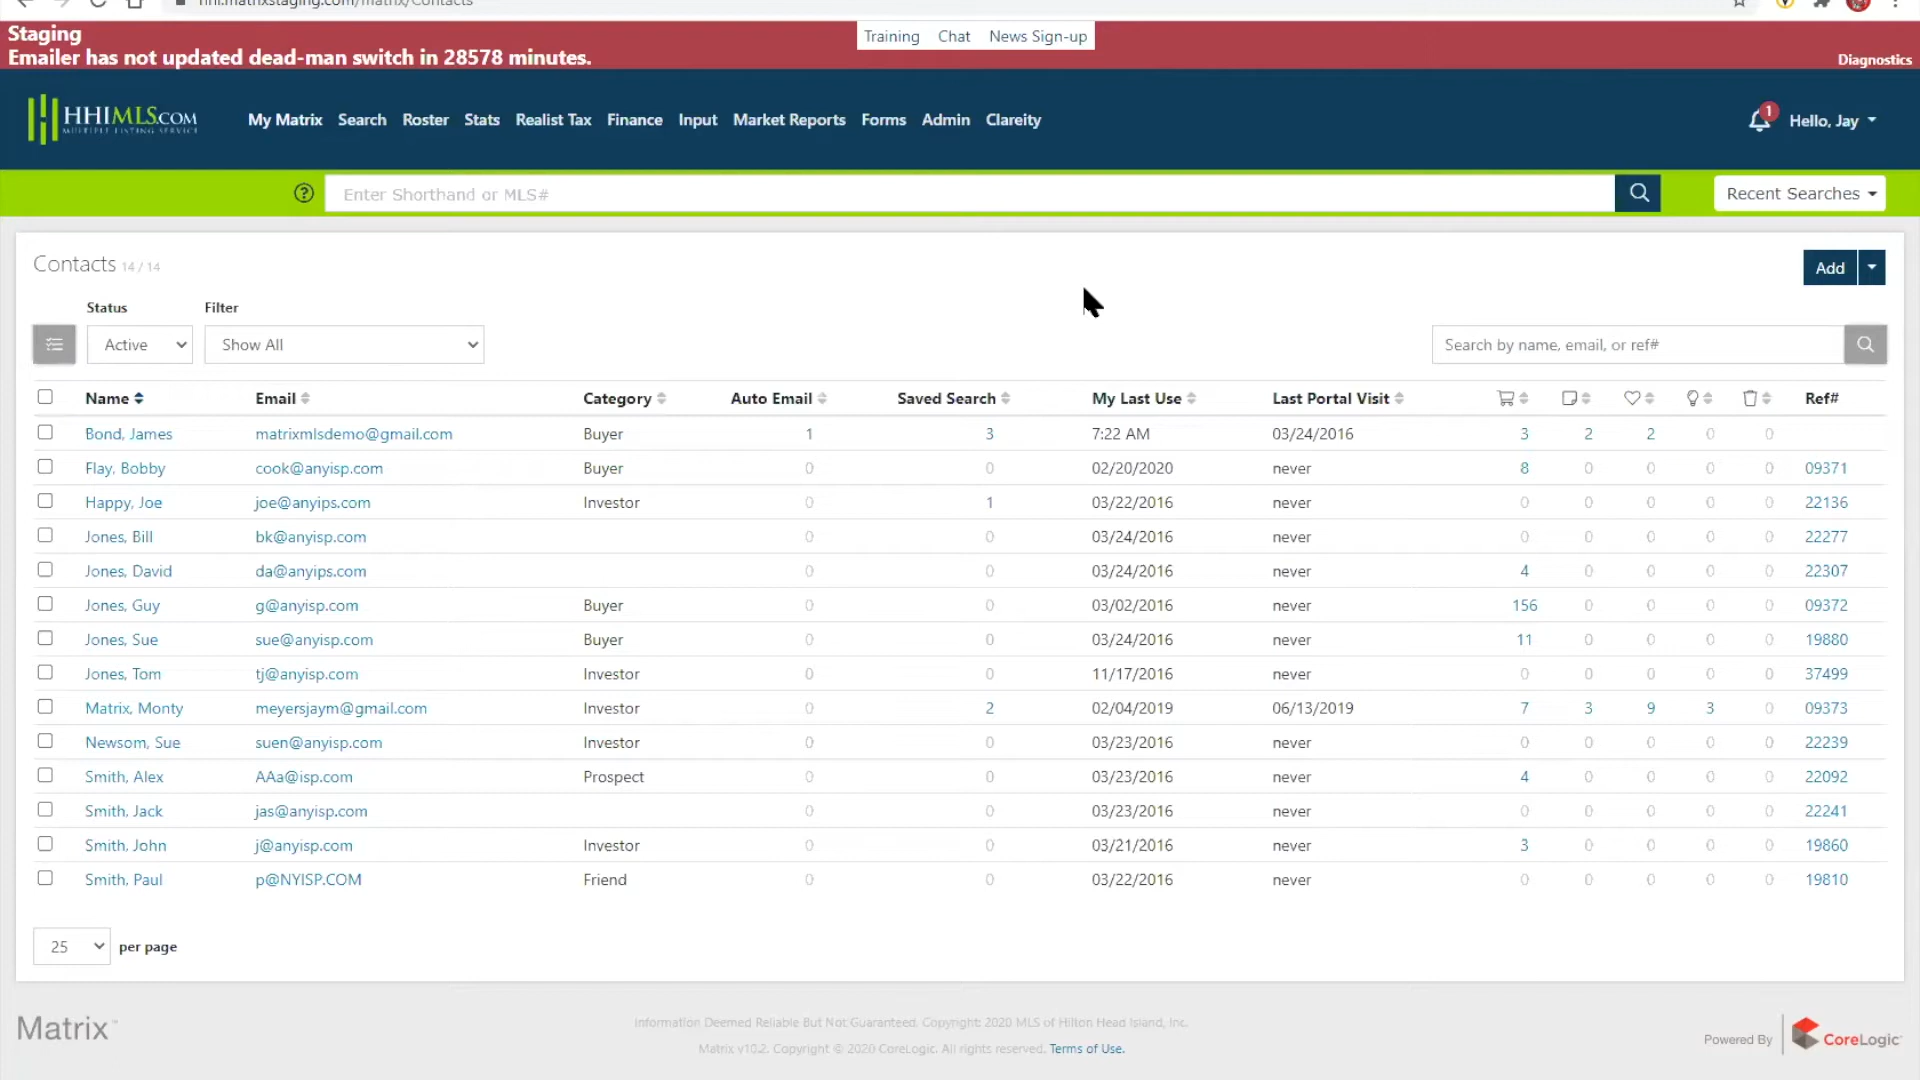 hhi.matrixstaging.com/matrix/Contacts
Staging
Emailer has not updated dead-man switch in 28578 minutes.
Training Chat News Sign-up
Diagnostics
HHIMLS.COM
MULTIPLE LISTING SERVICE
My Matrix Search Roster Stats Realist Tax Finance Input Market Reports Forms Admin Clareity
1
Hello, Jay
Enter Shorthand or MLS#
Recent Searches
Contacts 14 / 14
Add
Status Filter
Active Show All
Search by name, email, or ref#
Name Email Category Auto Email Saved Search My Last Use Last Portal Visit Ref#
Bond, James matrixmlsdemo@gmail.com Buyer 1 3 7:22 AM 03/24/2016 3 2 2 0 0
Flay, Bobby cook@anyisp.com Buyer 0 0 02/20/2020 never 8 0 0 0 0 09371
Happy, Joe joe@anyips.com Investor 0 1 03/22/2016 never 0 0 0 0 0 22136
Jones, Bill bk@anyisp.com 0 0 03/24/2016 never 0 0 0 0 0 22277
Jones, David da@anyips.com 0 0 03/24/2016 never 4 0 0 0 0 22307
Jones, Guy g@anyisp.com Buyer 0 0 03/02/2016 never 156 0 0 0 0 09372
Jones, Sue sue@anyisp.com Buyer 0 0 03/24/2016 never 11 0 0 0 0 19880
Jones, Tom tj@anyisp.com Investor 0 0 11/17/2016 never 0 0 0 0 0 37499
Matrix, Monty meyersjaym@gmail.com Investor 0 2 02/04/2019 06/13/2019 7 3 9 3 0 09373
Newsom, Sue suen@anyisp.com Investor 0 0 03/23/2016 never 0 0 0 0 0 22239
Smith, Alex AAa@isp.com Prospect 0 0 03/23/2016 never 4 0 0 0 0 22092
Smith, Jack jas@anyisp.com 0 0 03/23/2016 never 0 0 0 0 0 22241
Smith, John j@anyisp.com Investor 0 0 03/21/2016 never 3 0 0 0 0 19860
Smith, Paul p@NYISP.COM Friend 0 0 03/22/2016 never 0 0 0 0 0 19810
25 per page
Matrix™
Information Deemed Reliable But Not Guaranteed. Copyright: 2020 MLS of Hilton Head Island, Inc.
Matrix v10.2. Copyright © 2020 CoreLogic. All rights reserved. Terms of Use.
Powered By CoreLogic